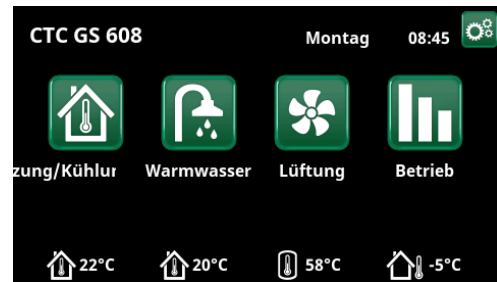 CTC GS 608 Montag 08:45
zung/Kühlur Warmwasser Lüftung Betrieb
22°C 20°C 58°C -5°C